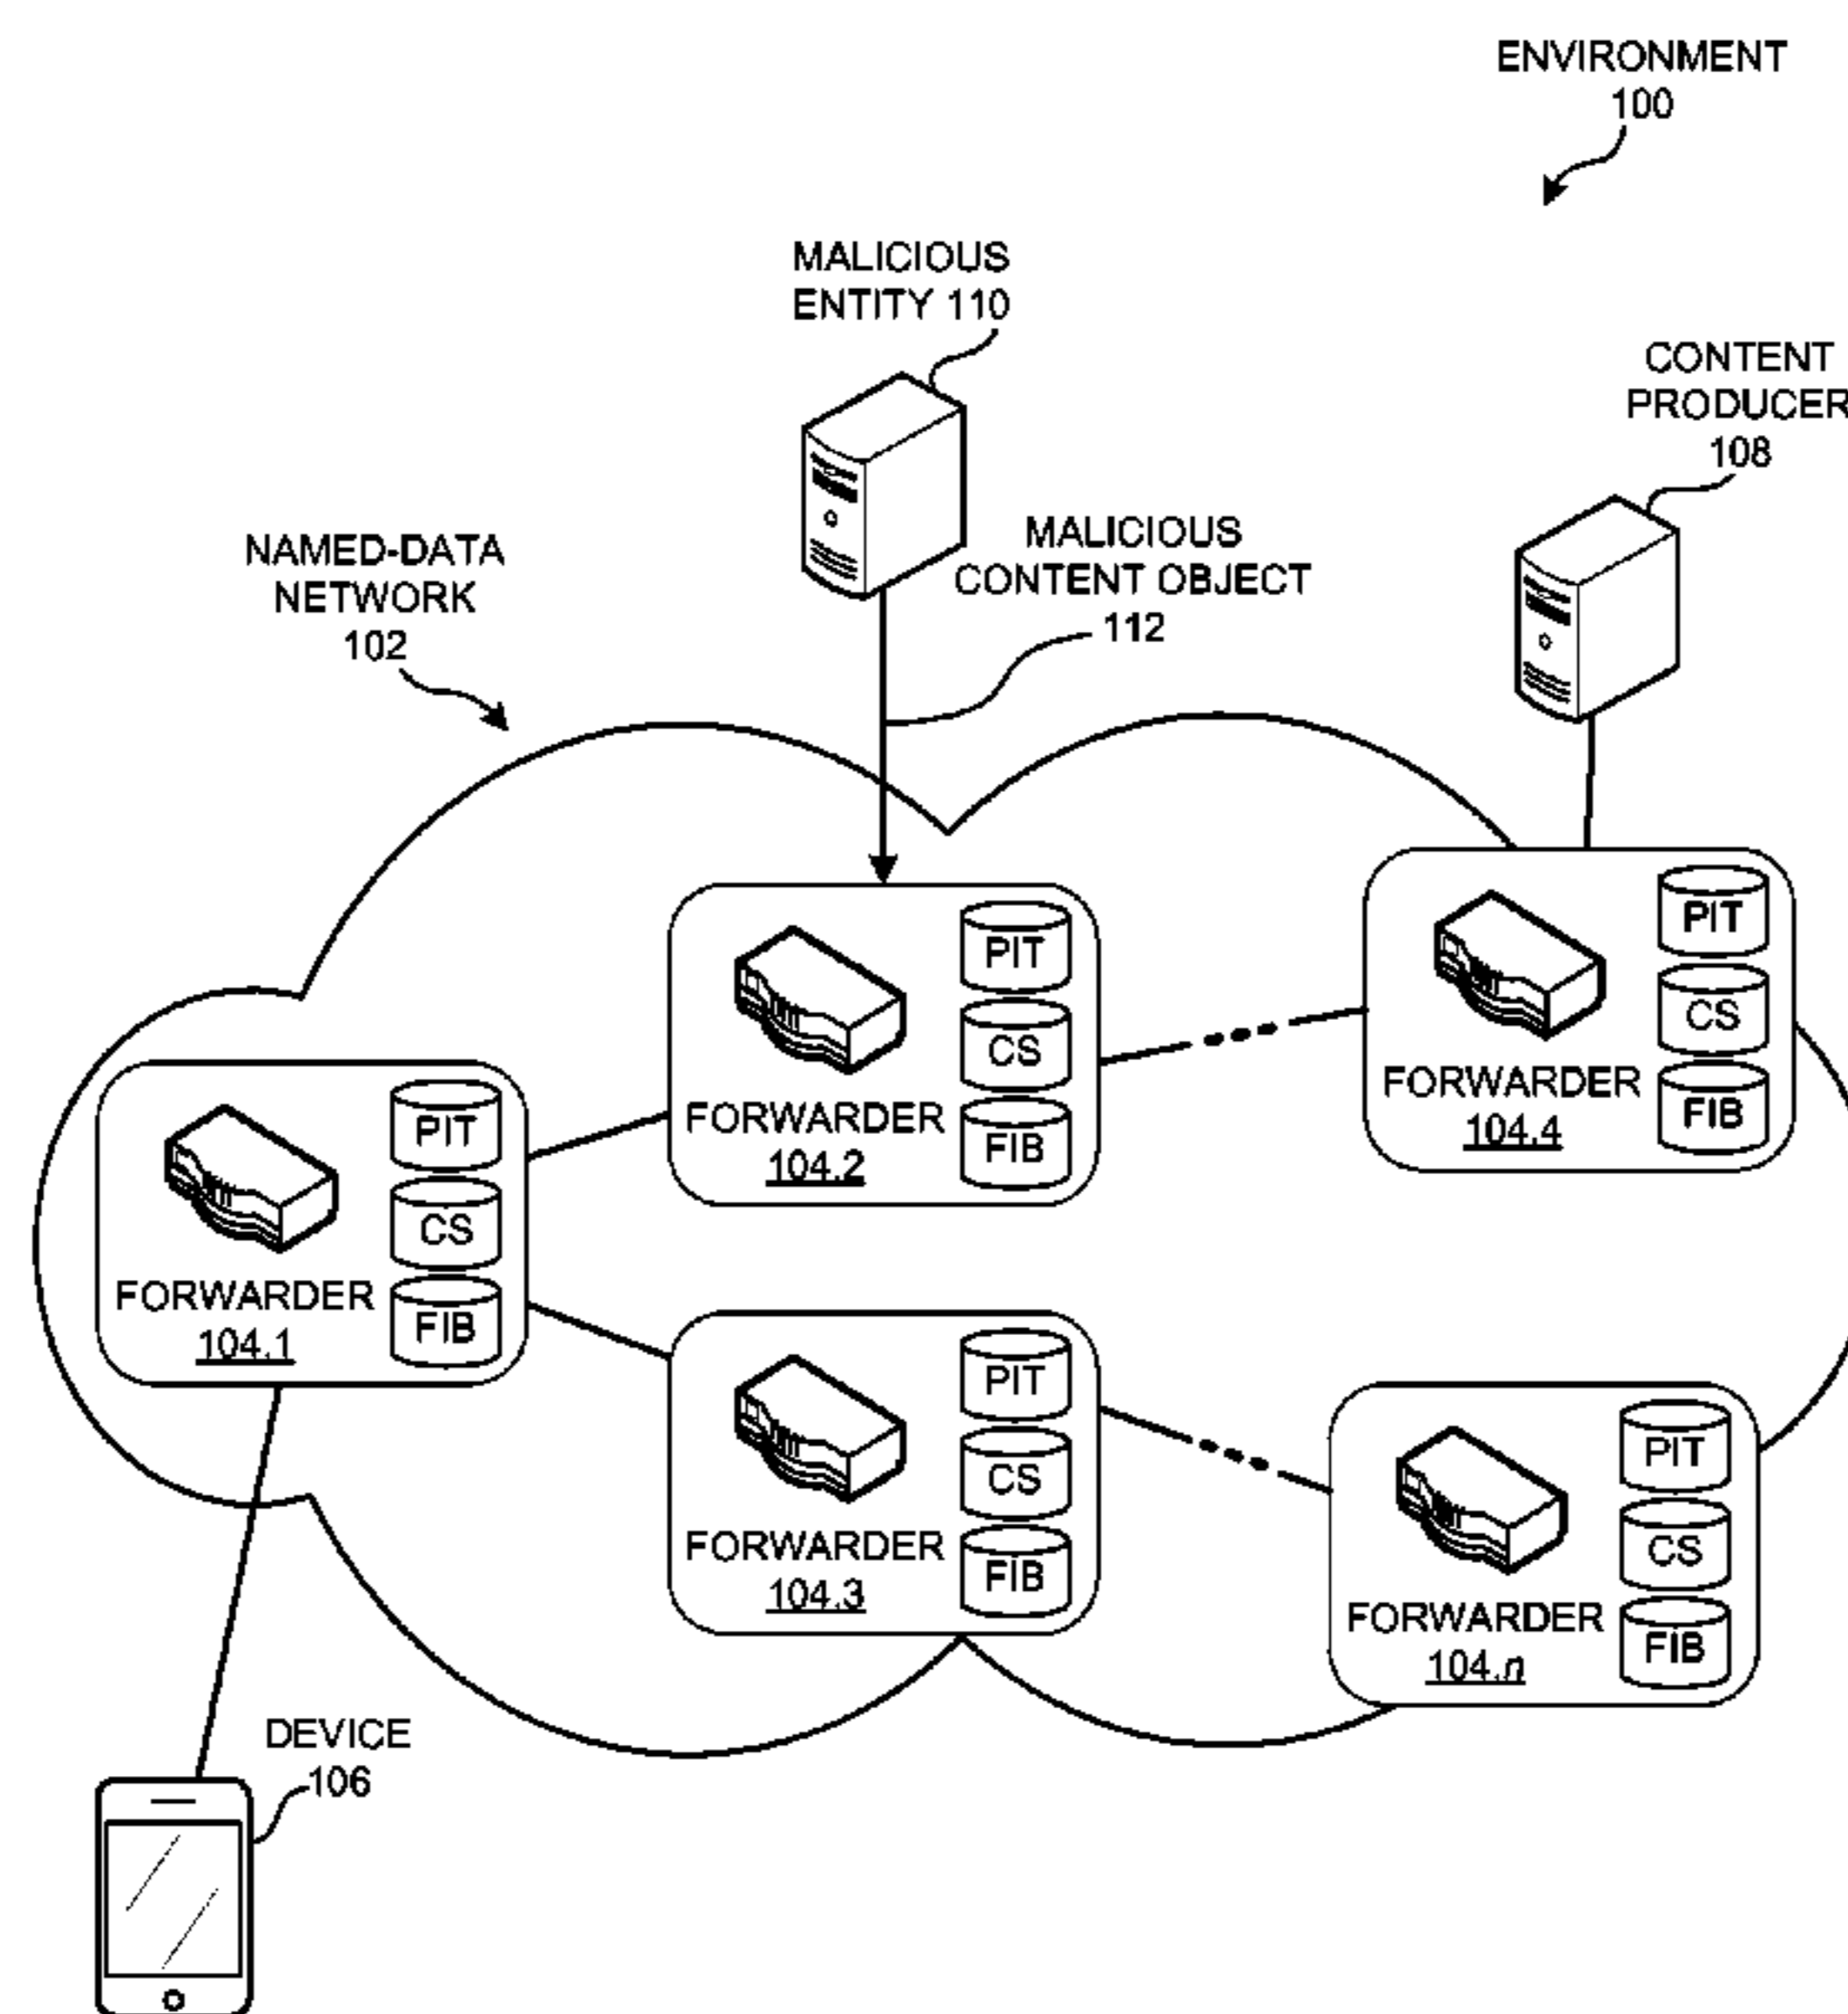 ENVIRONMENT
100
MALICIOUS
ENTITY 110
CONTENT
PRODUCER
108
NAMED-DATA
NETWORK
102
MALICIOUS
CONTENT OBJECT
112
PIT
CS
FIB
FORWARDER
104.2
PIT
CS
FIB
FORWARDER
104.4
PIT
CS
FIB
FORWARDER
104.1
PIT
CS
FIB
FORWARDER
104.3
PIT
CS
FIB
FORWARDER
104.n
DEVICE
106